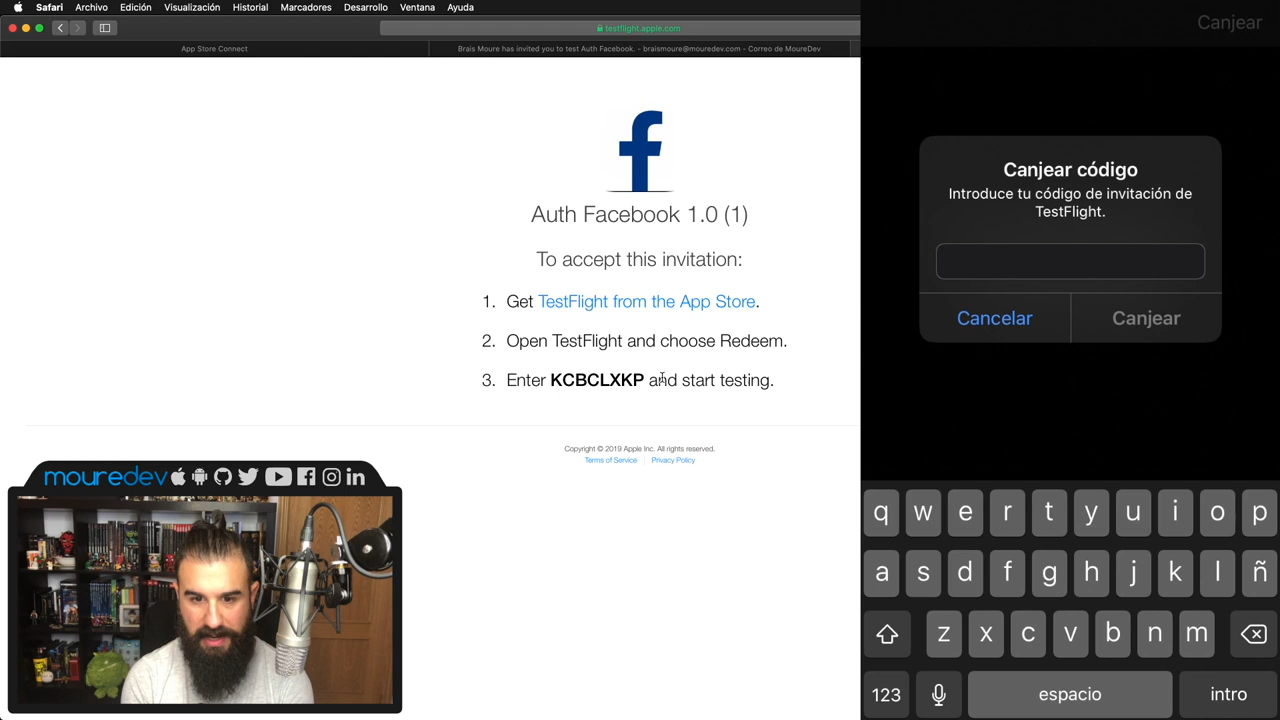 Safari Archivo Edición Visualización Historial Marcadores Desarrollo Ventana Ayuda
testflight.apple.com
App Store Connect
Brais Moure has invited you to test Auth Facebook. - braismoure@mouredev.com - Correo de MoureDev
f
Auth Facebook 1.0 (1)
To accept this invitation:
1. Get TestFlight from the App Store.
2. Open TestFlight and choose Redeem.
3. Enter KCBCLXKP and start testing.
Copyright © 2019 Apple Inc. All rights reserved.
Terms of Service | Privacy Policy
mouredev
in
Canjear
Canjear código
Introduce tu código de invitación de
TestFlight.
Cancelar Canjear
q w e r t y u i o p
a s d f g h j k l ñ
z x c v b n m
123 espacio intro